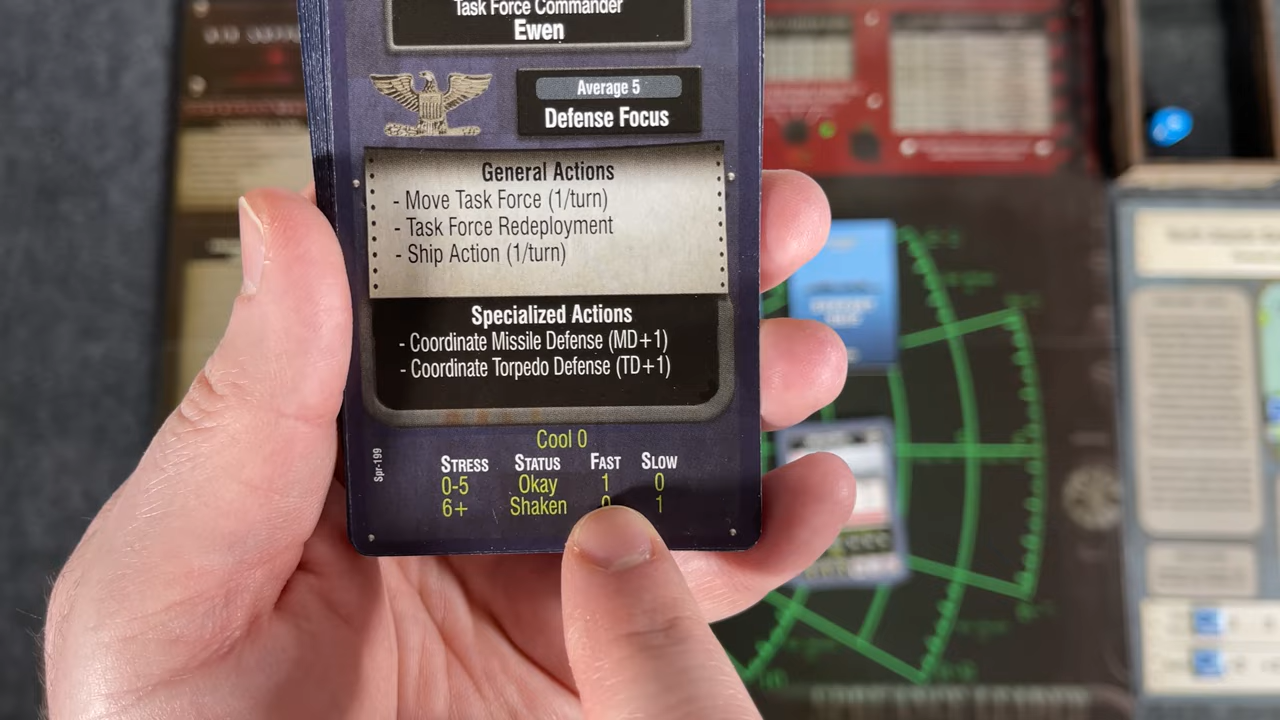 Task Force Commander
Ewen
Average 5
Defense Focus
General Actions
- Move Task Force (1/turn)
- Task Force Redeployment
- Ship Action (1/turn)
Specialized Actions
- Coordinate Missile Defense (MD+1)
- Coordinate Torpedo Defense (TD+1)
Cool 0
STRESS STATUS FAST SLOW
0-5 Okay 1 0
6+ Shaken 0 1
Spr-199